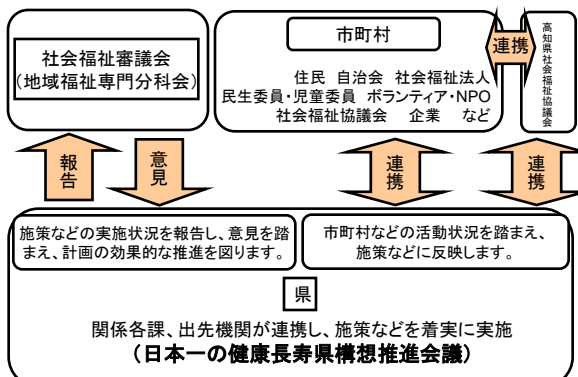 社会福祉審議会
(地域福祉専門分科会)
市町村
住民 自治会 社会福祉法人
民生委員・児童委員 ボランティア・NPO
社会福祉協議会 企業 など
連携
高知県社会福祉協議会
報告
意見
連携
連携
施策などの実施状況を報告し、意見を踏
まえ、計画の効果的な推進を図ります。
市町村などの活動状況を踏まえ、
施策などに反映します。
県
関係各課、出先機関が連携し、施策などを着実に実施
(日本一の健康長寿県構想推進会議)